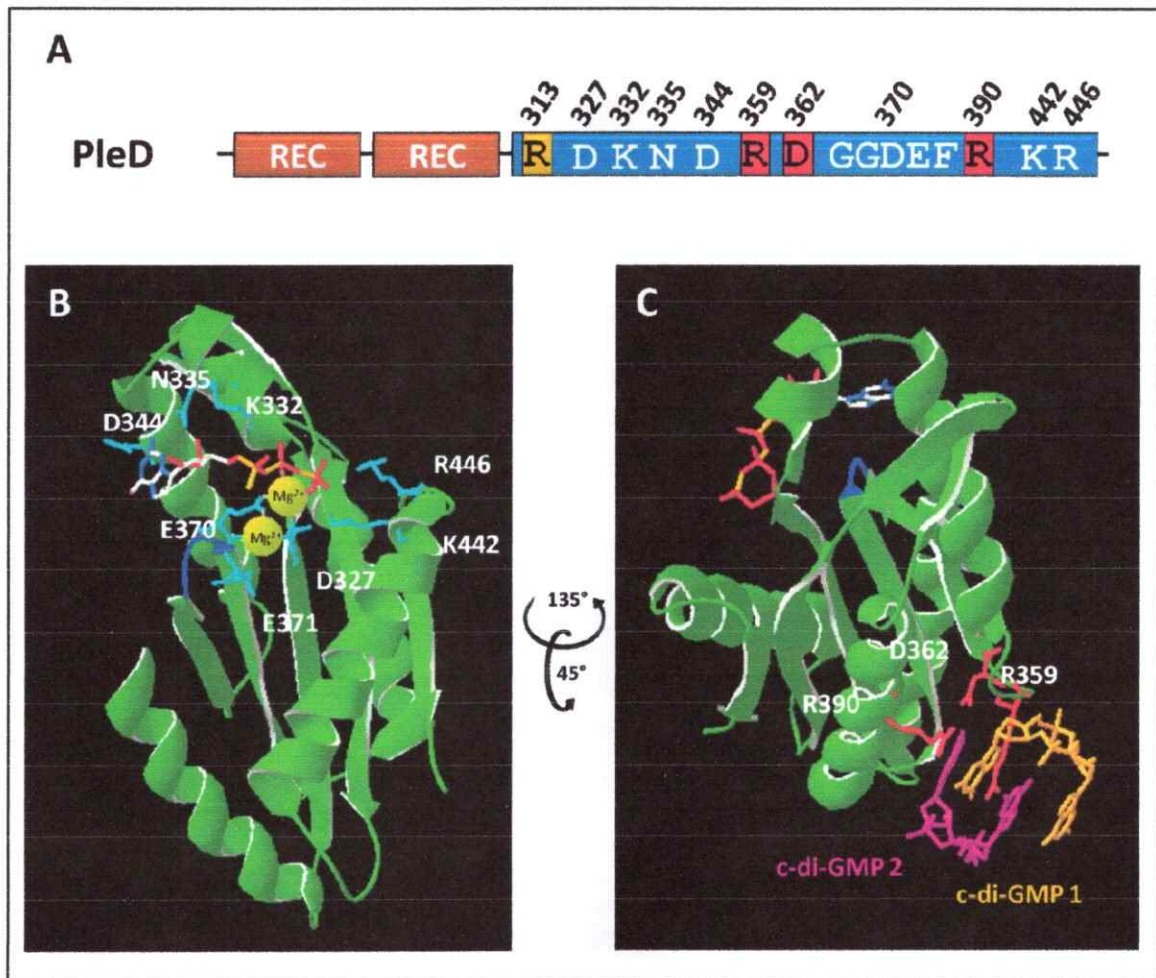 A
313 327 332 335 344 359 362 370 390 442 446
PleD
REC REC R D K N D R D GGDEF R K R
B
N335
K332
D344
R446
Mg2+
E370
Mg2+
K442
D327
E371
135°
45°
C
D362
R359
R390
c-di-GMP 2
c-di-GMP 1